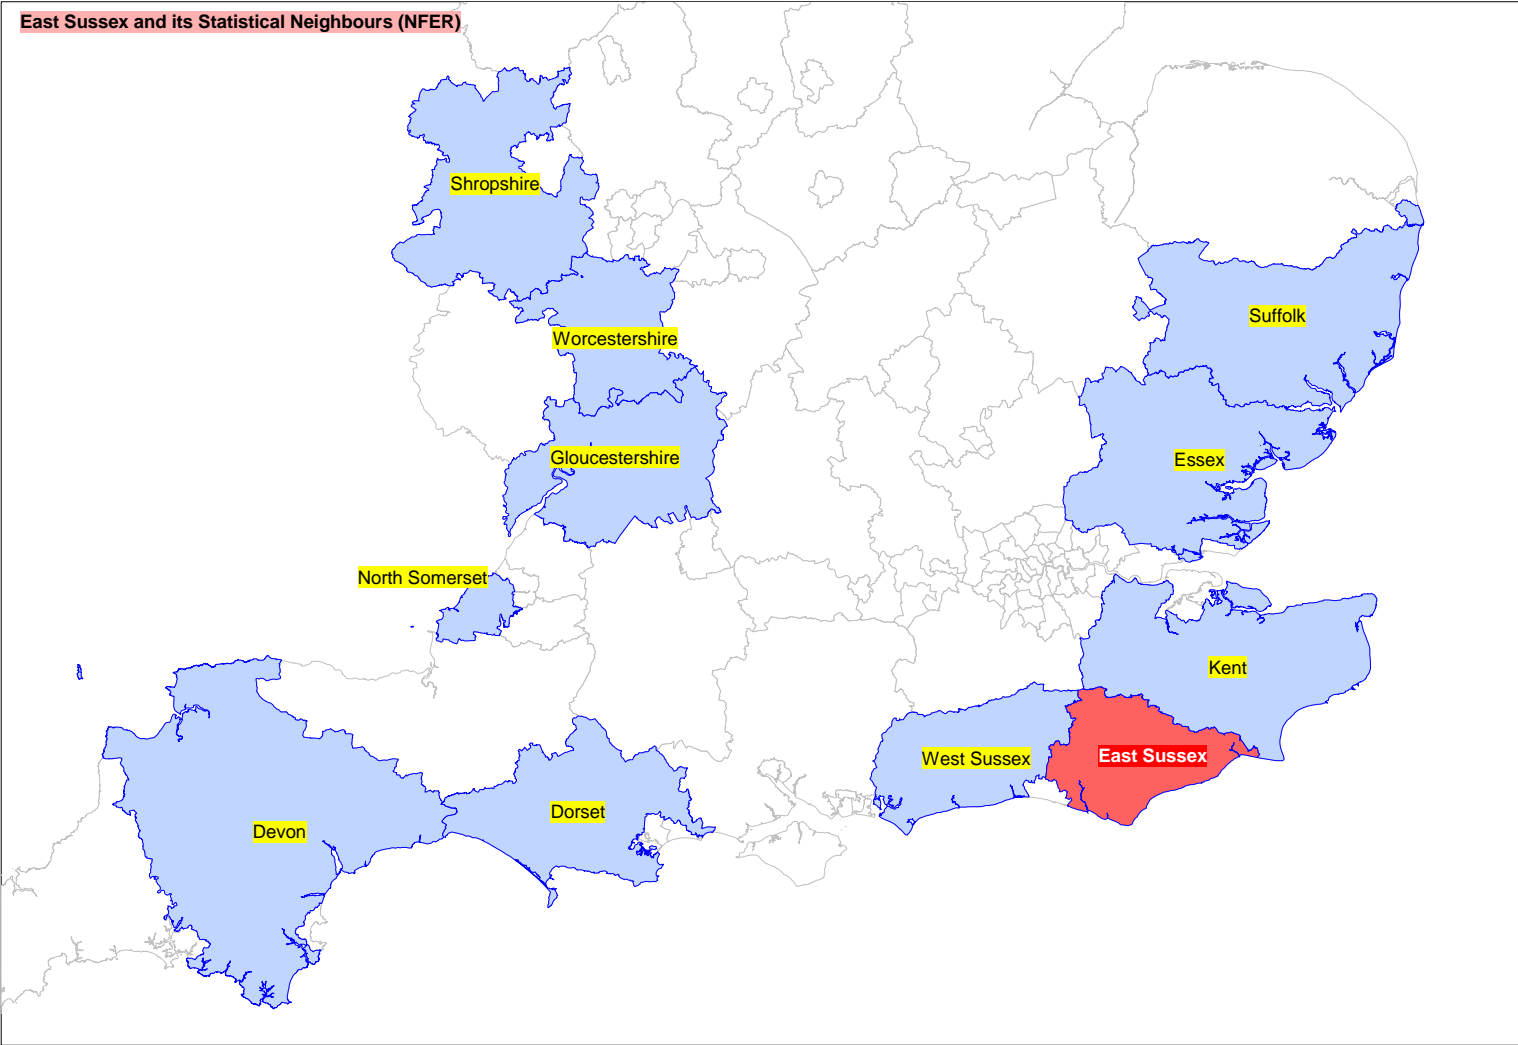 East Sussex and its Statistical Neighbours (NFER)
Shropshire
Suffolk
Worcestershire
Gloucestershire
Essex
North Somerset
Kent
West Sussex
East Sussex
Dorset
Devon